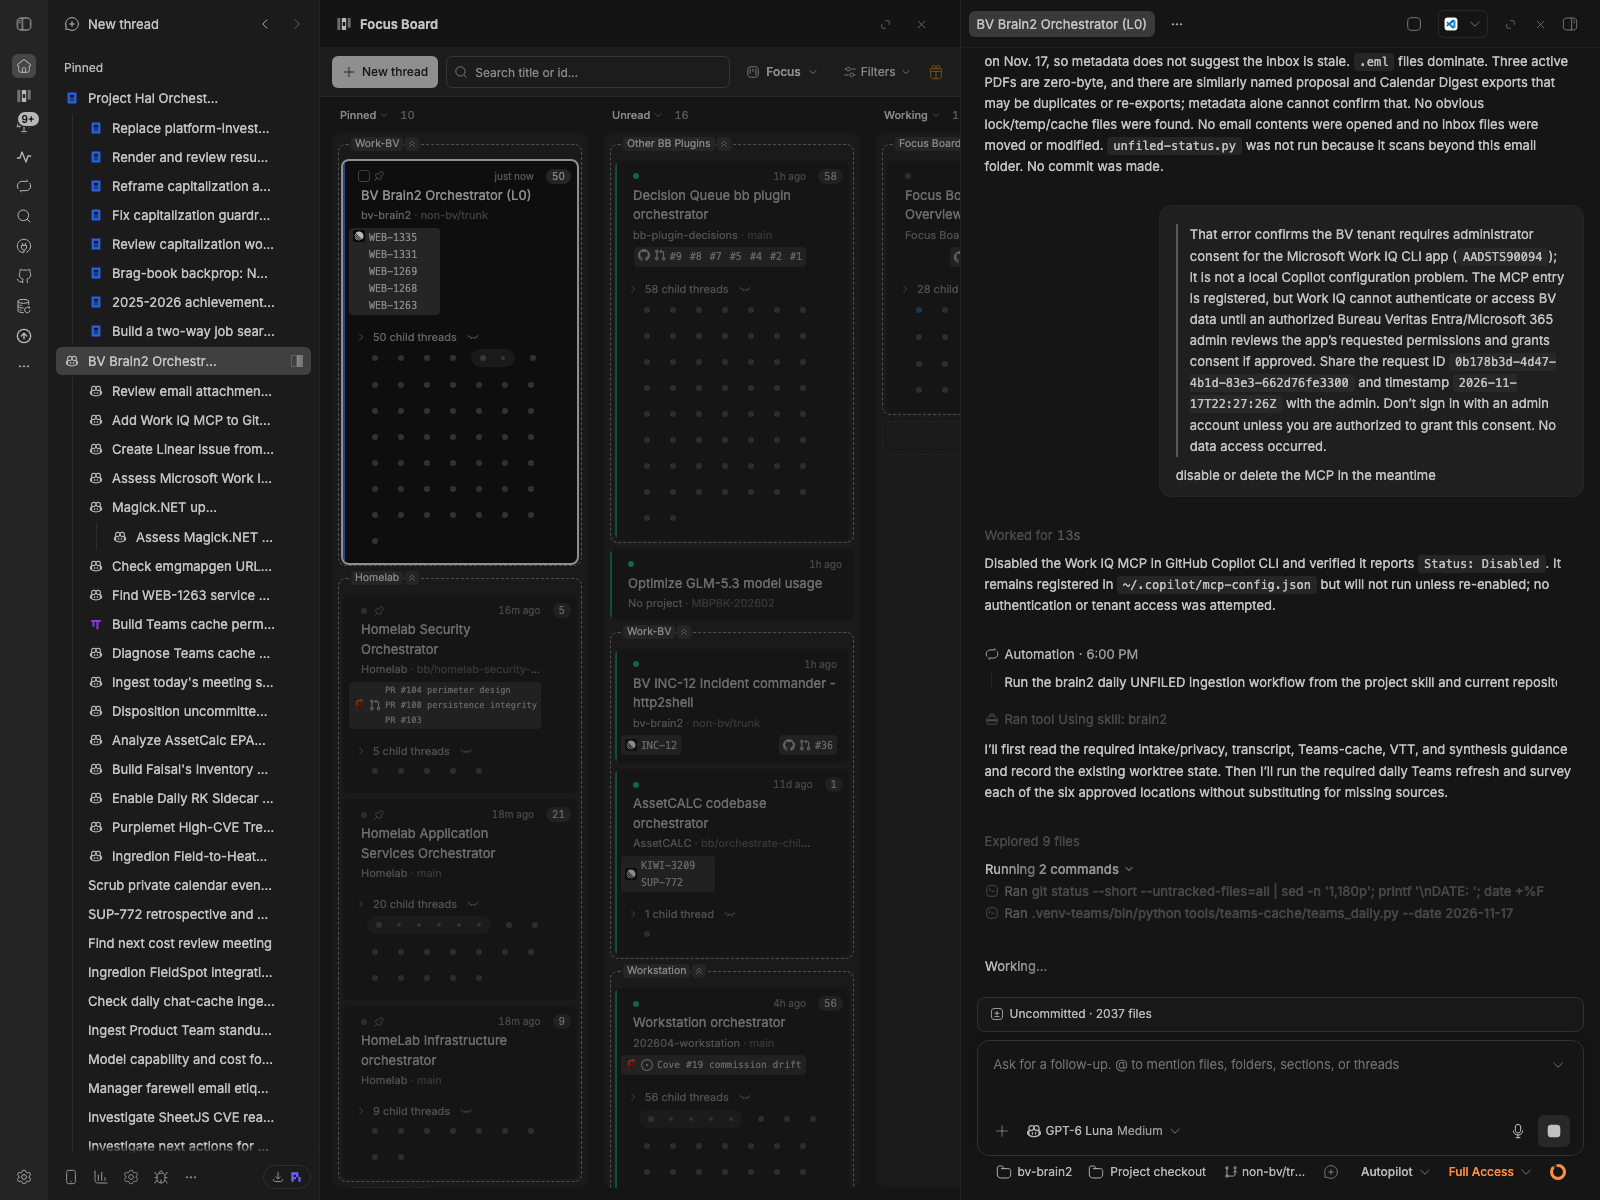 New thread
Pinned
Project Hal Orchest...
Replace platform-invest...
Render and review resu...
Reframe capitalization a...
Fix capitalization guardr...
Review capitalization wo...
Brag-book backprop: N...
2025-2026 achievement...
Build a two-way job sear...
BV Brain2 Orchestr...
Review email attachmen...
Add Work IQ MCP to Git...
Create Linear issue from...
Assess Microsoft Work I...
Magick.NET up...
Assess Magick.NET ...
Check emgmapgen URL...
Find WEB-1263 service ...
Build Teams cache perm...
Diagnose Teams cache ...
Ingest today's meeting s...
Disposition uncommitte...
Analyze AssetCalc EPA...
Build Faisal's Inventory ...
Enable Daily RK Sidecar ...
Purplemet High-CVE Tre...
Ingredion Field-to-Heat...
Scrub private calendar even...
SUP-772 retrospective and ...
Find next cost review meeting
Ingredion FieldSpot integrati...
Check daily chat-cache inge...
Ingest Product Team standu...
Model capability and cost fo...
Manager farewell email etiq...
Investigate SheetJS CVE rea...
Investigate next actions for ...
9+
Focus Board
New thread
Search title or id...
Focus
Filters
Pinned 10
Work-BV
just now 50
BV Brain2 Orchestrator (L0)
bv-brain2 · non-bv/trunk
WEB-1335
WEB-1331
WEB-1269
WEB-1268
WEB-1263
50 child threads
Homelab
16m ago 5
Homelab Security
Orchestrator
Homelab · bb/homelab-security-...
PR #104 perimeter design
PR #100 persistence integrity
PR #103
5 child threads
18m ago 21
Homelab Application
Services Orchestrator
Homelab · main
20 child threads
18m ago 9
HomeLab Infrastructure
orchestrator
Homelab · main
9 child threads
Unread 16
Other BB Plugins
1h ago 58
Decision Queue bb plugin
orchestrator
bb-plugin-decisions · main
#9 #8 #7 #5 #4 #2 #1
58 child threads
1h ago
Optimize GLM-5.3 model usage
No project · MBPBK-202602
Work-BV
1h ago
BV INC-12 Incident commander -
http2shell
bv-brain2 · non-bv/trunk
INC-12
#36
11d ago 1
AssetCALC codebase
orchestrator
AssetCALC · bb/orchestrate-chil...
KIWI-3209
SUP-772
1 child thread
Workstation
4h ago 56
Workstation orchestrator
202604-workstation · main
Cove #19 commission drift
56 child threads
Working 1
Focus Board
Focus Bo
Overview
Focus Boa
28 child
BV Brain2 Orchestrator (L0)
on Nov. 17, so metadata does not suggest the inbox is stale. .eml files dominate. Three active
PDFs are zero-byte, and there are similarly named proposal and Calendar Digest exports that
may be duplicates or re-exports; metadata alone cannot confirm that. No obvious
lock/temp/cache files were found. No email contents were opened and no inbox files were
moved or modified. unfiled-status.py was not run because it scans beyond this email
folder. No commit was made.
That error confirms the BV tenant requires administrator
consent for the Microsoft Work IQ CLI app ( AADSTS90094 );
it is not a local Copilot configuration problem. The MCP entry
is registered, but Work IQ cannot authenticate or access BV
data until an authorized Bureau Veritas Entra/Microsoft 365
admin reviews the app's requested permissions and grants
consent if approved. Share the request ID 0b178b3d-4d47-
4b1d-83e3-662d76fe3300 and timestamp 2026-11-
17T22:27:26Z with the admin. Don't sign in with an admin
account unless you are authorized to grant this consent. No
data access occurred.
disable or delete the MCP in the meantime
Worked for 13s
Disabled the Work IQ MCP in GitHub Copilot CLI and verified it reports Status: Disabled. It
remains registered in ~/.copilot/mcp-config.json but will not run unless re-enabled; no
authentication or tenant access was attempted.
Automation · 6:00 PM
Run the brain2 daily UNFILED ingestion workflow from the project skill and current reposit
Ran tool Using skill: brain2
I'll first read the required intake/privacy, transcript, Teams-cache, VTT, and synthesis guidance
and record the existing worktree state. Then I'll run the required daily Teams refresh and survey
each of the six approved locations without substituting for missing sources.
Explored 9 files
Running 2 commands
Ran git status --short --untracked-files=all | sed -n '1,180p'; printf '\nDATE: '; date +%F
Ran .venv-teams/bin/python tools/teams-cache/teams_daily.py --date 2026-11-17
Working...
Uncommitted · 2037 files
Ask for a follow-up. @ to mention files, folders, sections, or threads
GPT-6 Luna Medium
bv-brain2
Project checkout
non-bv/tr...
Autopilot
Full Access